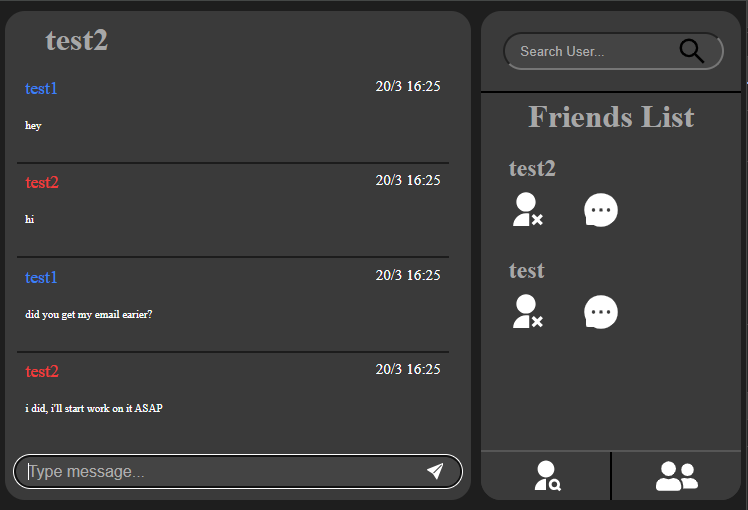 test2
test1
20/3 16:25
hey
test2
20/3 16:25
hi
test1
20/3 16:25
did you get my email earier?
test2
20/3 16:25
i did, i'll start work on it ASAP
Type message...
Search User...
Friends List
test2
test